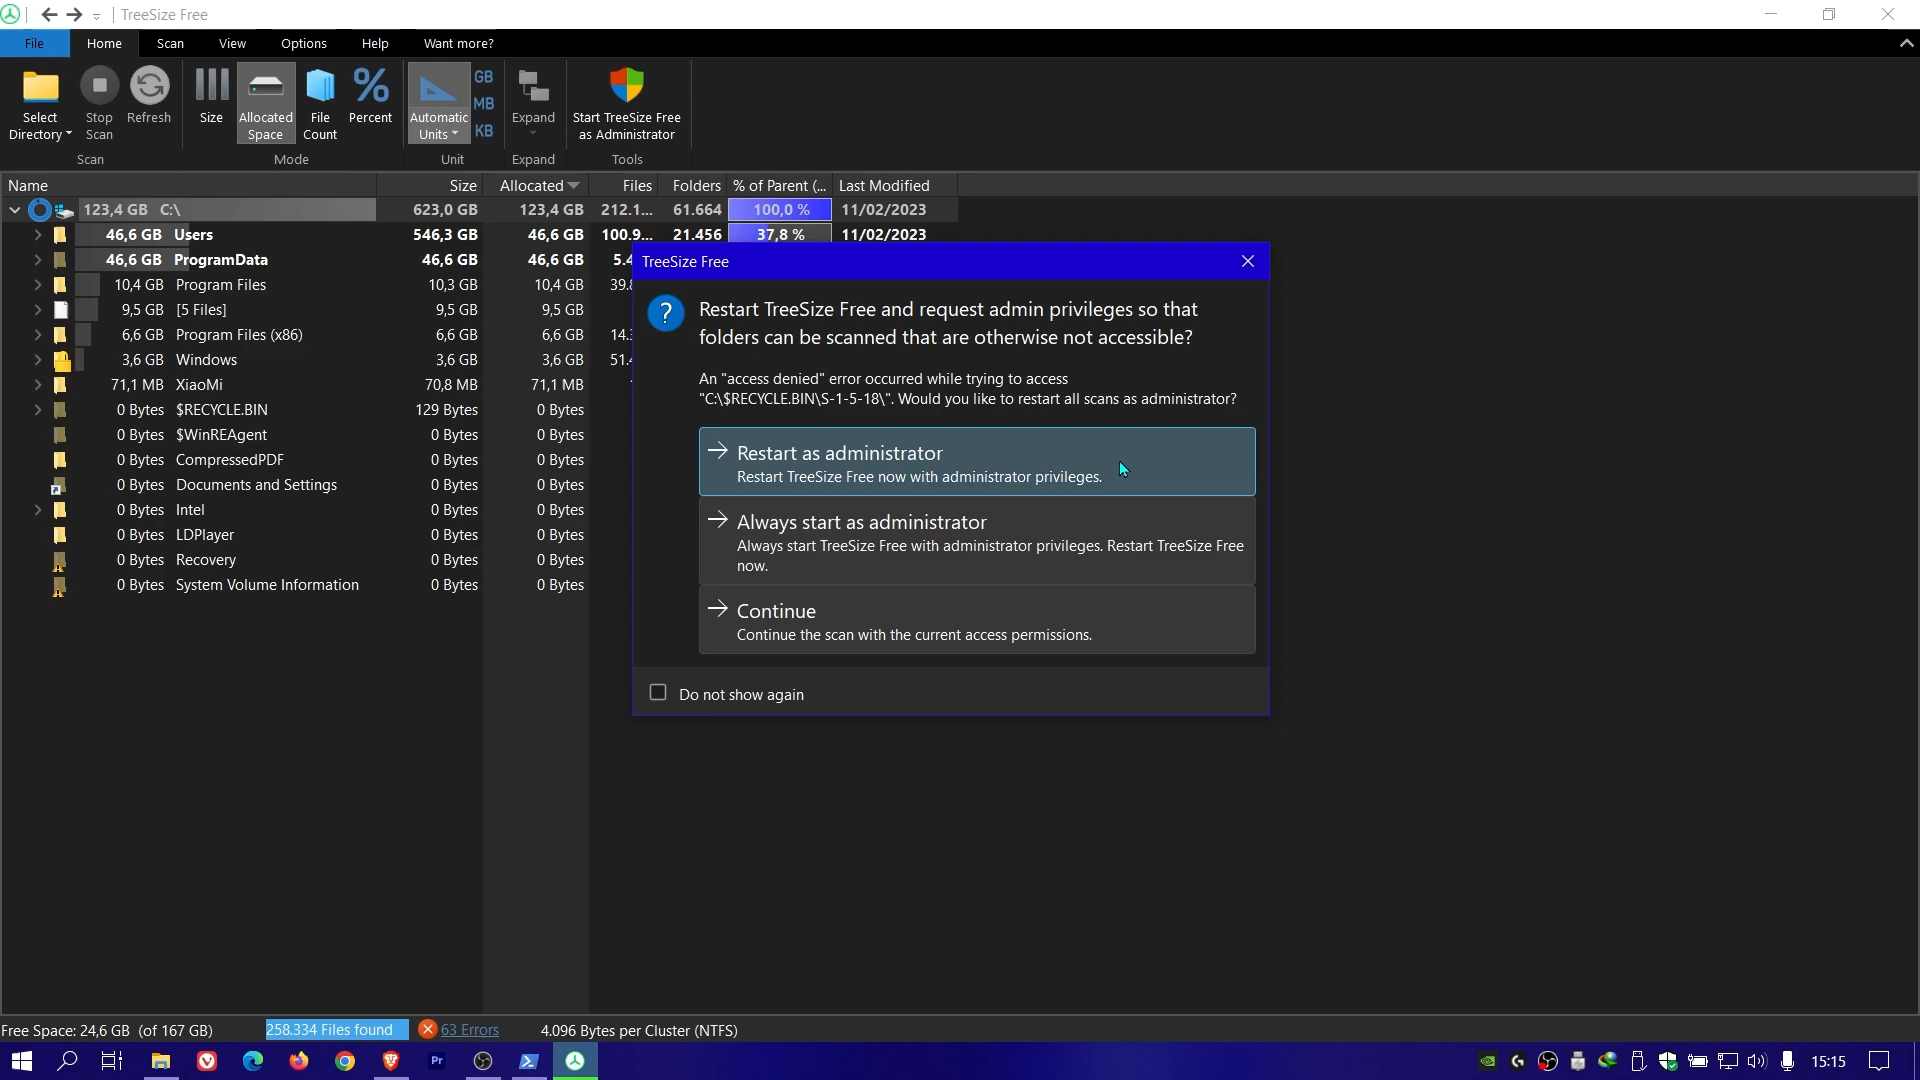 TreeSize Free
File Home Scan View Options Help Want more?
Select Directory Stop Scan Refresh Size Allocated Space File Count Percent Automatic Units GB MB KB Expand Start TreeSize Free as Administrator
Scan Mode Unit Expand Tools
Name Size Allocated Files Folders % of Parent (... Last Modified
123,4 GB C:\ 623,0 GB 123,4 GB 212.1... 61.664 100,0 % 11/02/2023
46,6 GB Users 546,3 GB 46,6 GB 100.9... 21.456 37,8 % 11/02/2023
46,6 GB ProgramData 46,6 GB 46,6 GB
10,4 GB Program Files 10,3 GB 10,4 GB
9,5 GB [5 Files] 9,5 GB 9,5 GB
6,6 GB Program Files (x86) 6,6 GB 6,6 GB
3,6 GB Windows 3,6 GB 3,6 GB
71,1 MB XiaoMi 70,8 MB 71,1 MB
0 Bytes $RECYCLE.BIN 129 Bytes 0 Bytes
0 Bytes $WinREAgent 0 Bytes 0 Bytes
0 Bytes CompressedPDF 0 Bytes 0 Bytes
0 Bytes Documents and Settings 0 Bytes 0 Bytes
0 Bytes Intel 0 Bytes 0 Bytes
0 Bytes LDPlayer 0 Bytes 0 Bytes
0 Bytes Recovery 0 Bytes 0 Bytes
0 Bytes System Volume Information 0 Bytes 0 Bytes
TreeSize Free
Restart TreeSize Free and request admin privileges so that
folders can be scanned that are otherwise not accessible?
An "access denied" error occurred while trying to access
"C:\$RECYCLE.BIN\S-1-5-18\". Would you like to restart all scans as administrator?
Restart as administrator
Restart TreeSize Free now with administrator privileges.
Always start as administrator
Always start TreeSize Free with administrator privileges. Restart TreeSize Free
now.
Continue
Continue the scan with the current access permissions.
Do not show again
Free Space: 24,6 GB (of 167 GB) 258.334 Files found 63 Errors 4.096 Bytes per Cluster (NTFS)
Pr 15:15